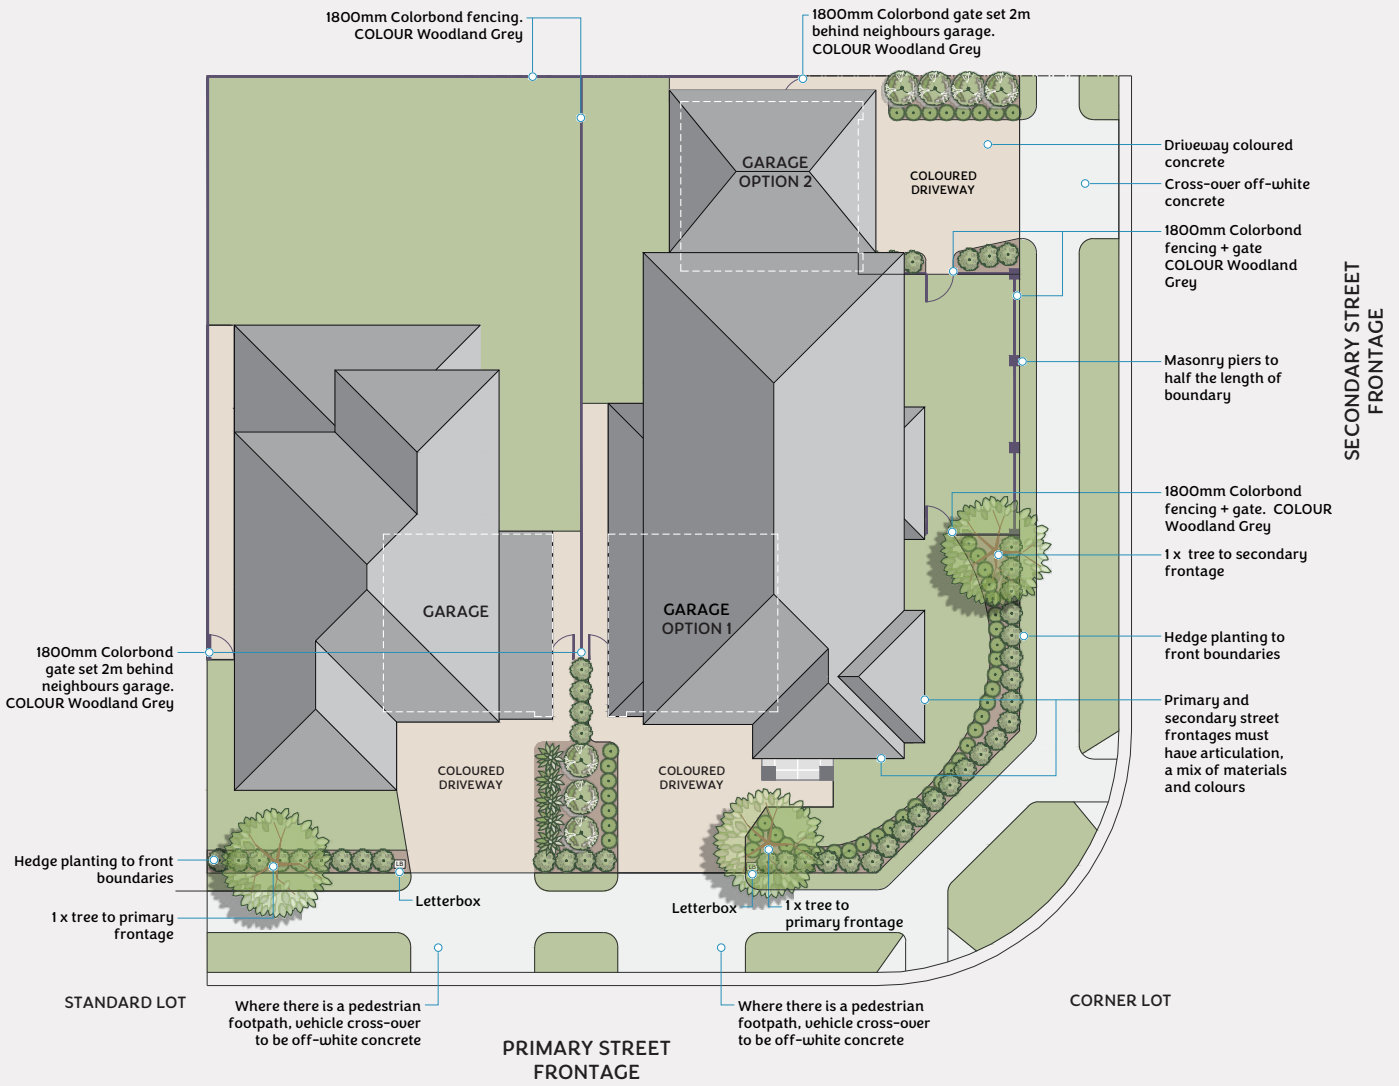 1800mm Colorbond fencing.
COLOUR Woodland Grey
1800mm Colorbond gate set 2m
behind neighbours garage.
COLOUR Woodland Grey
GARAGE
OPTION 2
COLOURED
DRIVEWAY
Driveway coloured
concrete
Cross-over off-white
concrete
1800mm Colorbond
fencing + gate
COLOUR Woodland
Grey
SECONDARY STREET
FRONTAGE
Masonry piers to
half the length of
boundary
1800mm Colorbond
fencing + gate. COLOUR
Woodland Grey
1 x tree to secondary
frontage
GARAGE
GARAGE
OPTION 1
Hedge planting to
front boundaries
1800mm Colorbond
gate set 2m behind
neighbours garage.
COLOUR Woodland Grey
Primary and
secondary street
frontages must
have articulation,
a mix of materials
and colours
COLOURED
DRIVEWAY
COLOURED
DRIVEWAY
Hedge planting to front
boundaries
LB
LB
Letterbox
Letterbox
1 x tree to
primary frontage
1 x tree to primary
frontage
STANDARD LOT
CORNER LOT
Where there is a pedestrian
footpath, vehicle cross-over
to be off-white concrete
Where there is a pedestrian
footpath, vehicle cross-over
to be off-white concrete
PRIMARY STREET
FRONTAGE